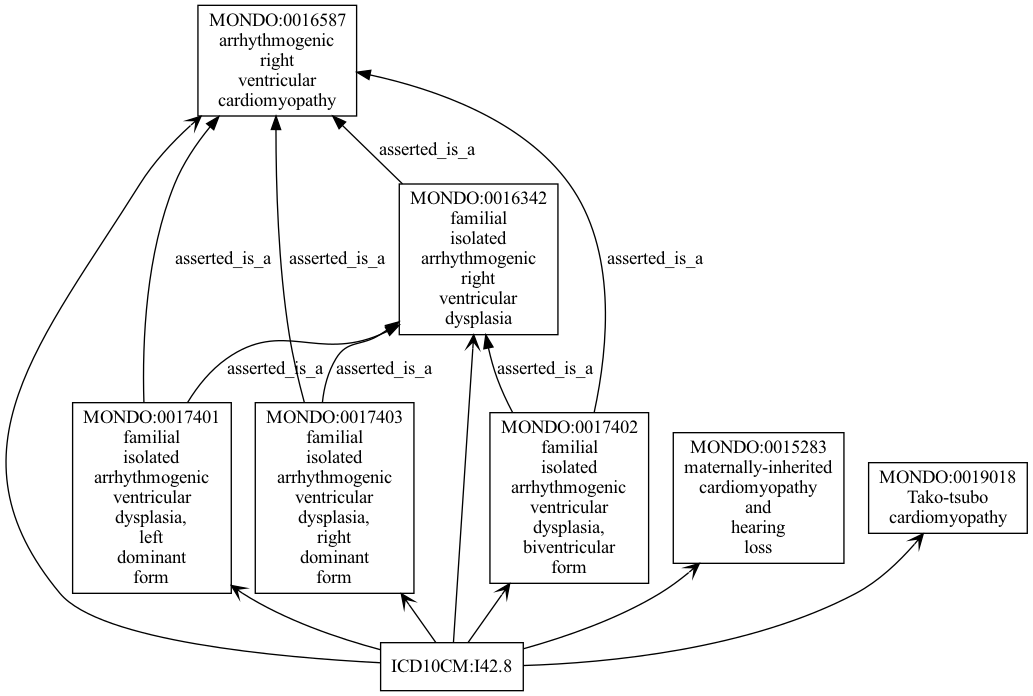 MONDO:0016587
arrhythmogenic
right
ventricular
cardiomyopathy
asserted_is_a
MONDO:0016342
familial
isolated
arrhythmogenic
right
ventricular
dysplasia
asserted_is_a
asserted_is_a
asserted_is_a
asserted_is_a
asserted_is_a
asserted_is_a
MONDO:0017401
familial
isolated
arrhythmogenic
ventricular
dysplasia,
left
dominant
form
MONDO:0017403
familial
isolated
arrhythmogenic
ventricular
dysplasia,
right
dominant
form
MONDO:0017402
familial
isolated
arrhythmogenic
ventricular
dysplasia,
biventricular
form
MONDO:0015283
maternally-inherited
cardiomyopathy
and
hearing
loss
MONDO:0019018
Tako-tsubo
cardiomyopathy
ICD10CM:I42.8